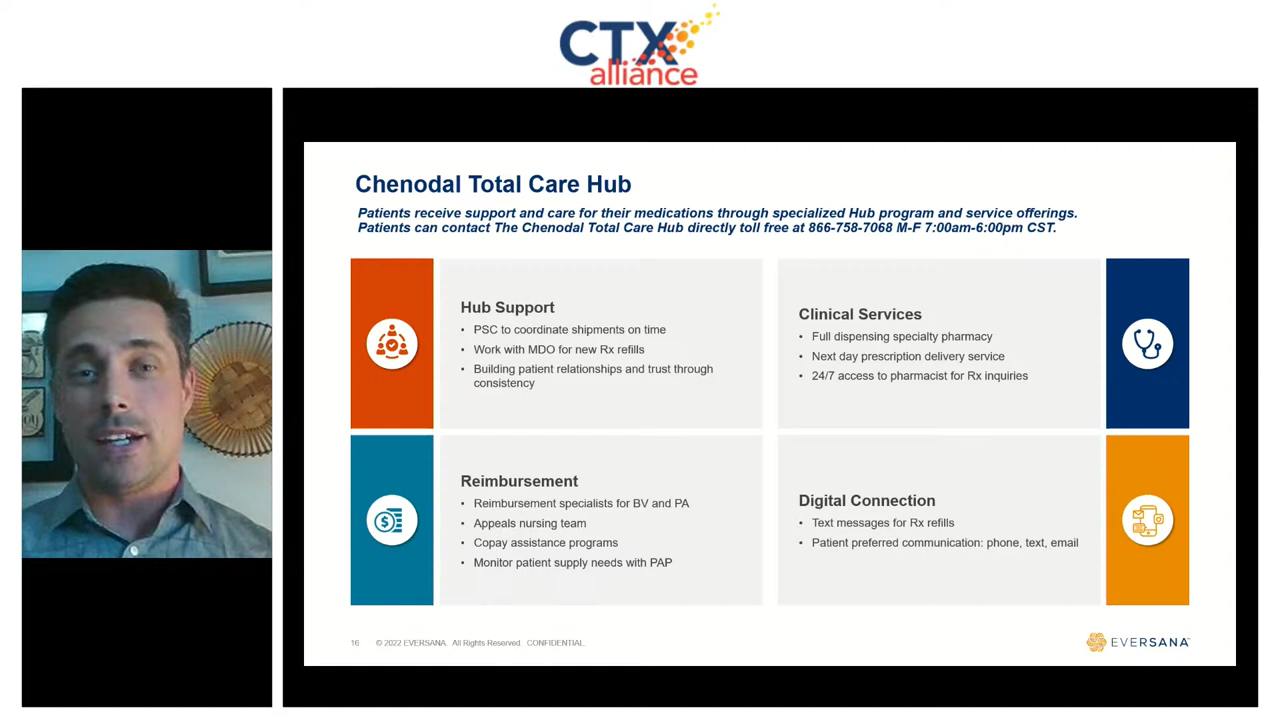 CTX
alliance
Chenodal Total Care Hub
Patients receive support and care for their medications through specialized Hub program and service offerings.
Patients can contact The Chenodal Total Care Hub directly toll free at 866-758-7068 M-F 7:00am-6:00pm CST.
Hub Support
• PSC to coordinate shipments on time
• Work with MDO for new Rx refills
• Building patient relationships and trust through
consistency
Clinical Services
• Full dispensing specialty pharmacy
• Next day prescription delivery service
• 24/7 access to pharmacist for Rx inquiries
Reimbursement
• Reimbursement specialists for BV and PA
• Appeals nursing team
• Copay assistance programs
• Monitor patient supply needs with PAP
Digital Connection
• Text messages for Rx refills
• Patient preferred communication: phone, text, email
16 © 2022 EVERSANA. All Rights Reserved. CONFIDENTIAL.
EVERSANA